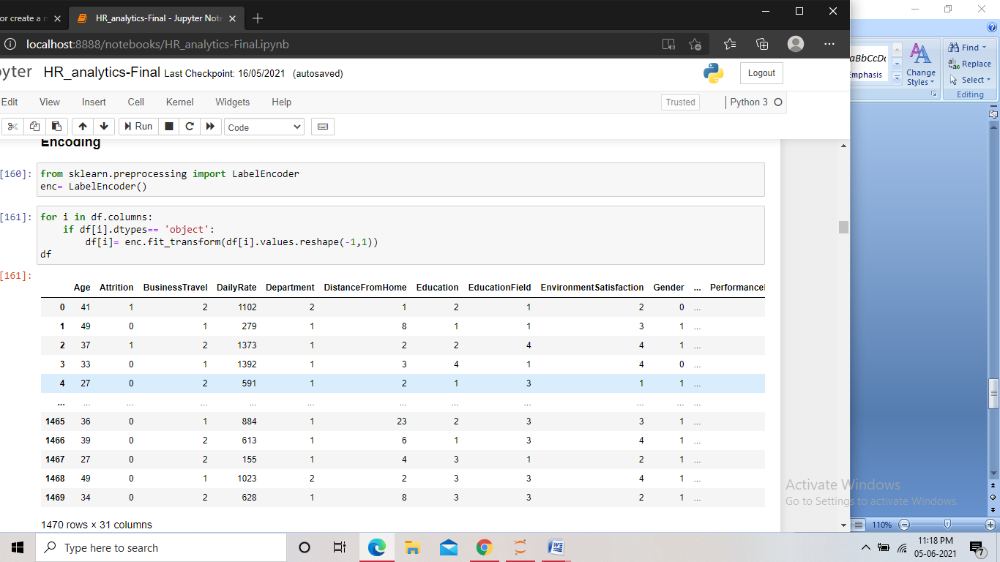 or create a n
HR_analytics-Final - Jupyter Note
localhost:8888/notebooks/HR_analytics-Final.ipynb
yter HR_analytics-Final Last Checkpoint: 16/05/2021 (autosaved)
Logout
Edit View Insert Cell Kernel Widgets Help Trusted Python 3
Run Code
Encoding
[160]: from sklearn.preprocessing import LabelEncoder
enc= LabelEncoder()
[161]: for i in df.columns:
if df[i].dtypes== 'object':
df[i]= enc.fit_transform(df[i].values.reshape(-1,1))
df
[161]:
Age Attrition BusinessTravel DailyRate Department DistanceFromHome Education EducationField EnvironmentSatisfaction Gender ... Performancel
0 41 1 2 1102 2 1 2 1 2 0 ...
1 49 0 1 279 1 8 1 1 3 1 ...
2 37 1 2 1373 1 2 2 4 4 1 ...
3 33 0 1 1392 1 3 4 1 4 0 ...
4 27 0 2 591 1 2 1 3 1 1 ...
... ... ... ... ... ... ... ... ... ... ... ...
1465 36 0 1 884 1 23 2 3 3 1 ...
1466 39 0 2 613 1 6 1 3 4 1 ...
1467 27 0 2 155 1 4 3 1 2 1 ...
1468 49 0 1 1023 2 2 3 3 4 1 ...
1469 34 0 2 628 1 8 3 3 2 1 ...
1470 rows × 31 columns
aBbCcDc
Emphasis
Change
Styles
Find
Replace
Select
Editing
Activate Windows
Go to Settings to activate Windows.
110%
Type here to search
11:18 PM
05-06-2021
7